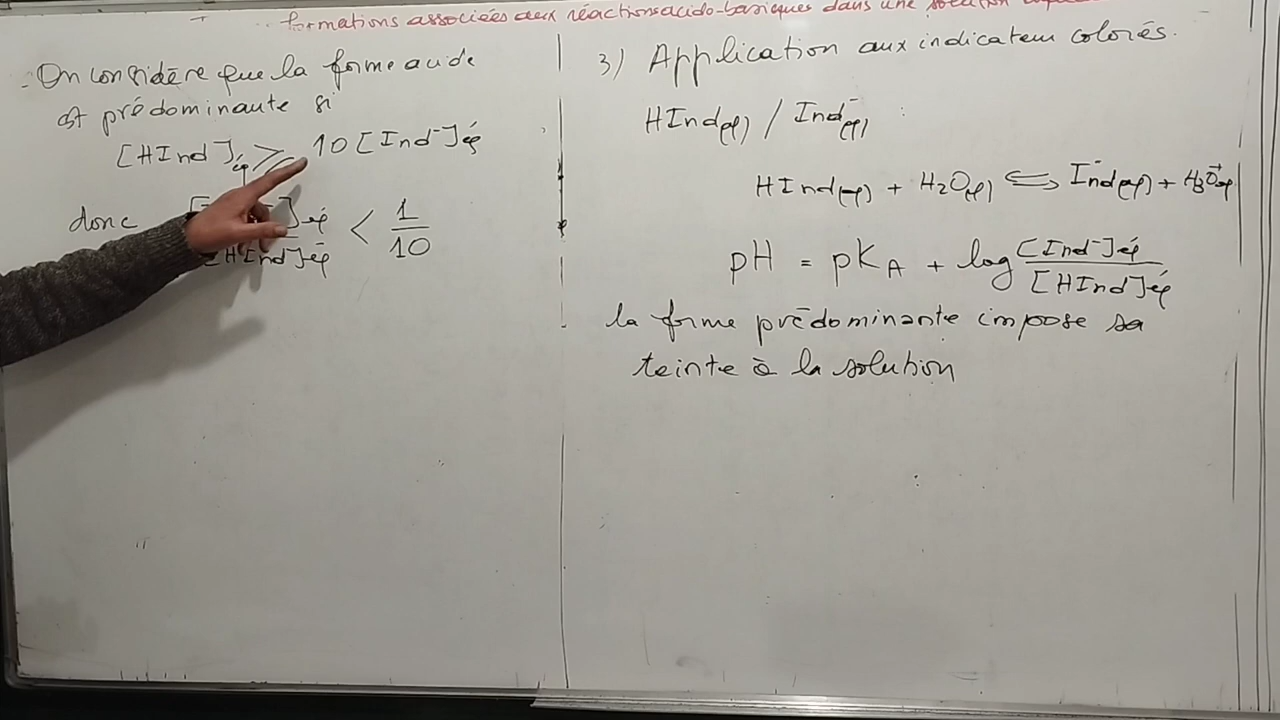 formations associées aux réactions acido-basiques dans une solution
- On considère que la forme acide
est prédominante si
[HInd]éq ⩾ 10 [Ind⁻]éq
donc ]éq / [HInd]éq < 1/10
3) Application aux indicateurs colorés.
HInd(aq) / Ind⁻(aq) :
HInd(aq) + H₂O(l) ⇌ Ind⁻(aq) + H₃O⁺aq
pH = pKA + log [Ind⁻]éq / [HInd]éq
la forme prédominante impose sa
teinte à la solution